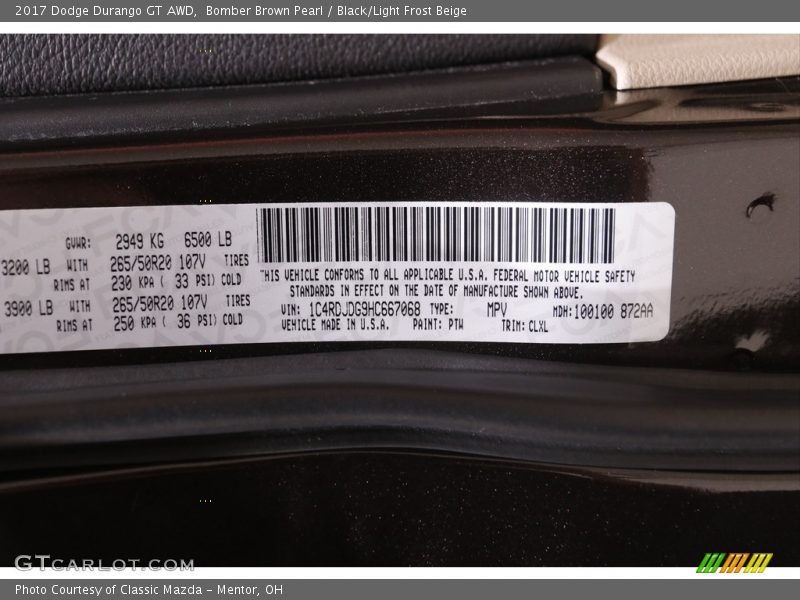 2017 Dodge Durango GT AWD,  Bomber Brown Pearl / Black/Light Frost Beige
GVWR: 2949 KG 6500 LB
3200 LB WITH 265/50R20 107V TIRES
RIMS AT 230 KPA ( 33 PSI) COLD
3900 LB WITH 265/50R20 107V TIRES
RIMS AT 250 KPA ( 36 PSI) COLD
THIS VEHICLE CONFORMS TO ALL APPLICABLE U.S.A. FEDERAL MOTOR VEHICLE SAFETY
STANDARDS IN EFFECT ON THE DATE OF MANUFACTURE SHOWN ABOVE.
VIN: 1C4RDJDG9HC667068 TYPE: MPV MDH:100100 872AA
VEHICLE MADE IN U.S.A. PAINT: PTW TRIM: CLXL
GTCARLOT.COM
Photo Courtesy of Classic Mazda - Mentor, OH